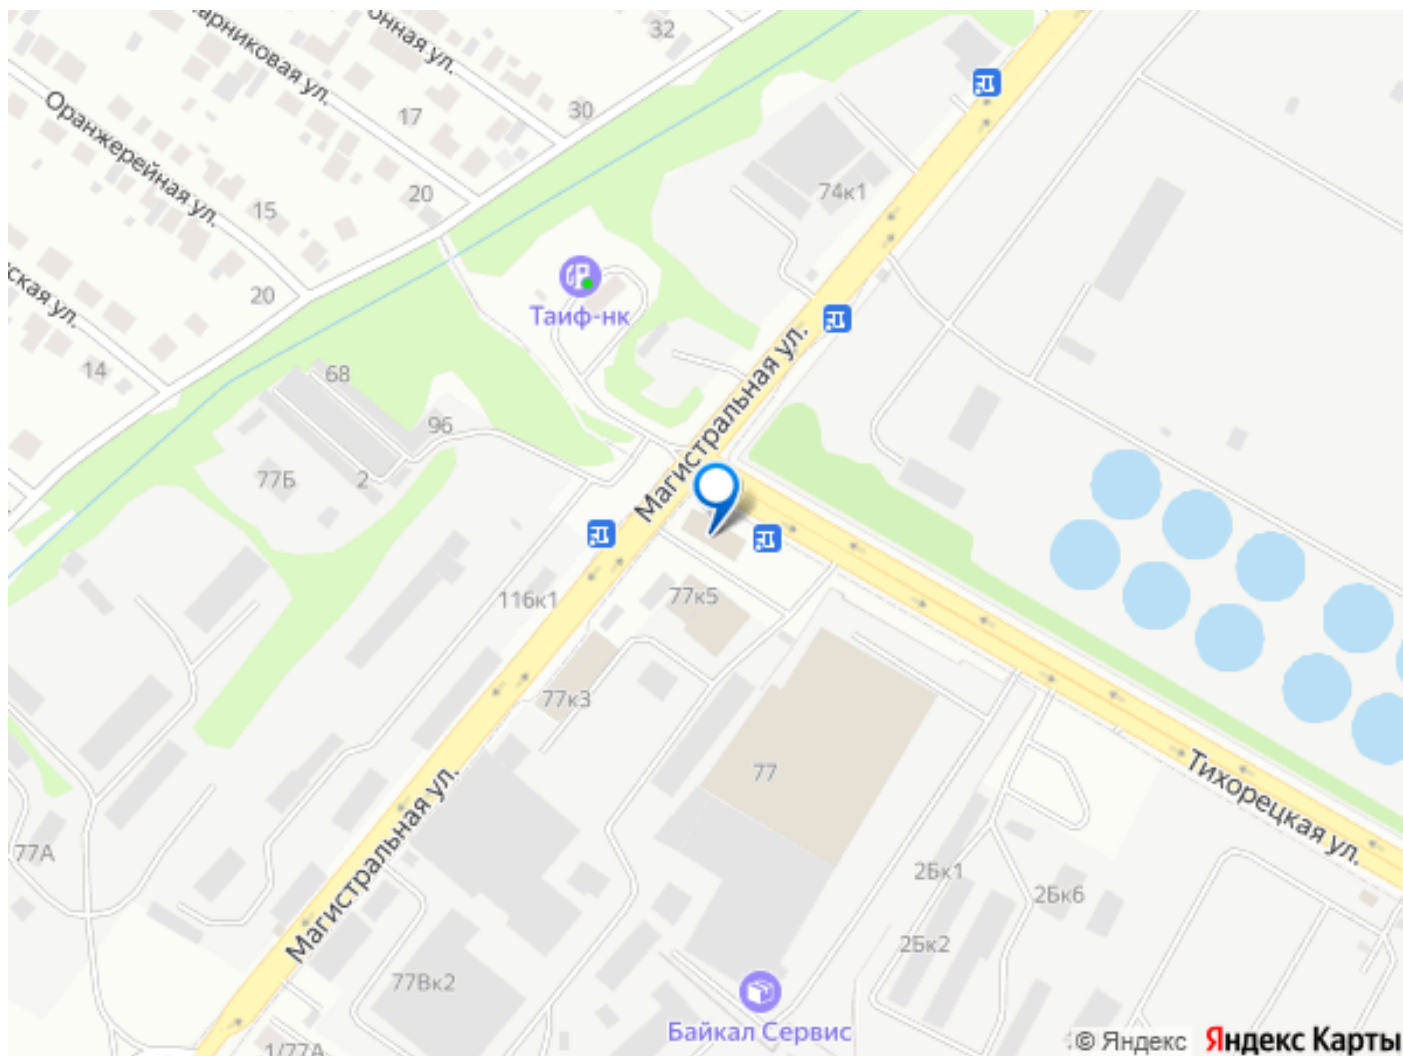 онная ул.
32
арниковая ул.
17
30
Оранжерейная ул.
15
20
74к1
ская ул.
20
Таиф-нк
14
68
96
77Б
2
Магистральная ул.
116к1
77к5
77к3
77
Тихорецкая ул.
Магистральная ул.
77А
2Бк1
2Бк6
2Бк2
77Вк2
Байкал Сервис
1/77А
© Яндекс Яндекс Карты